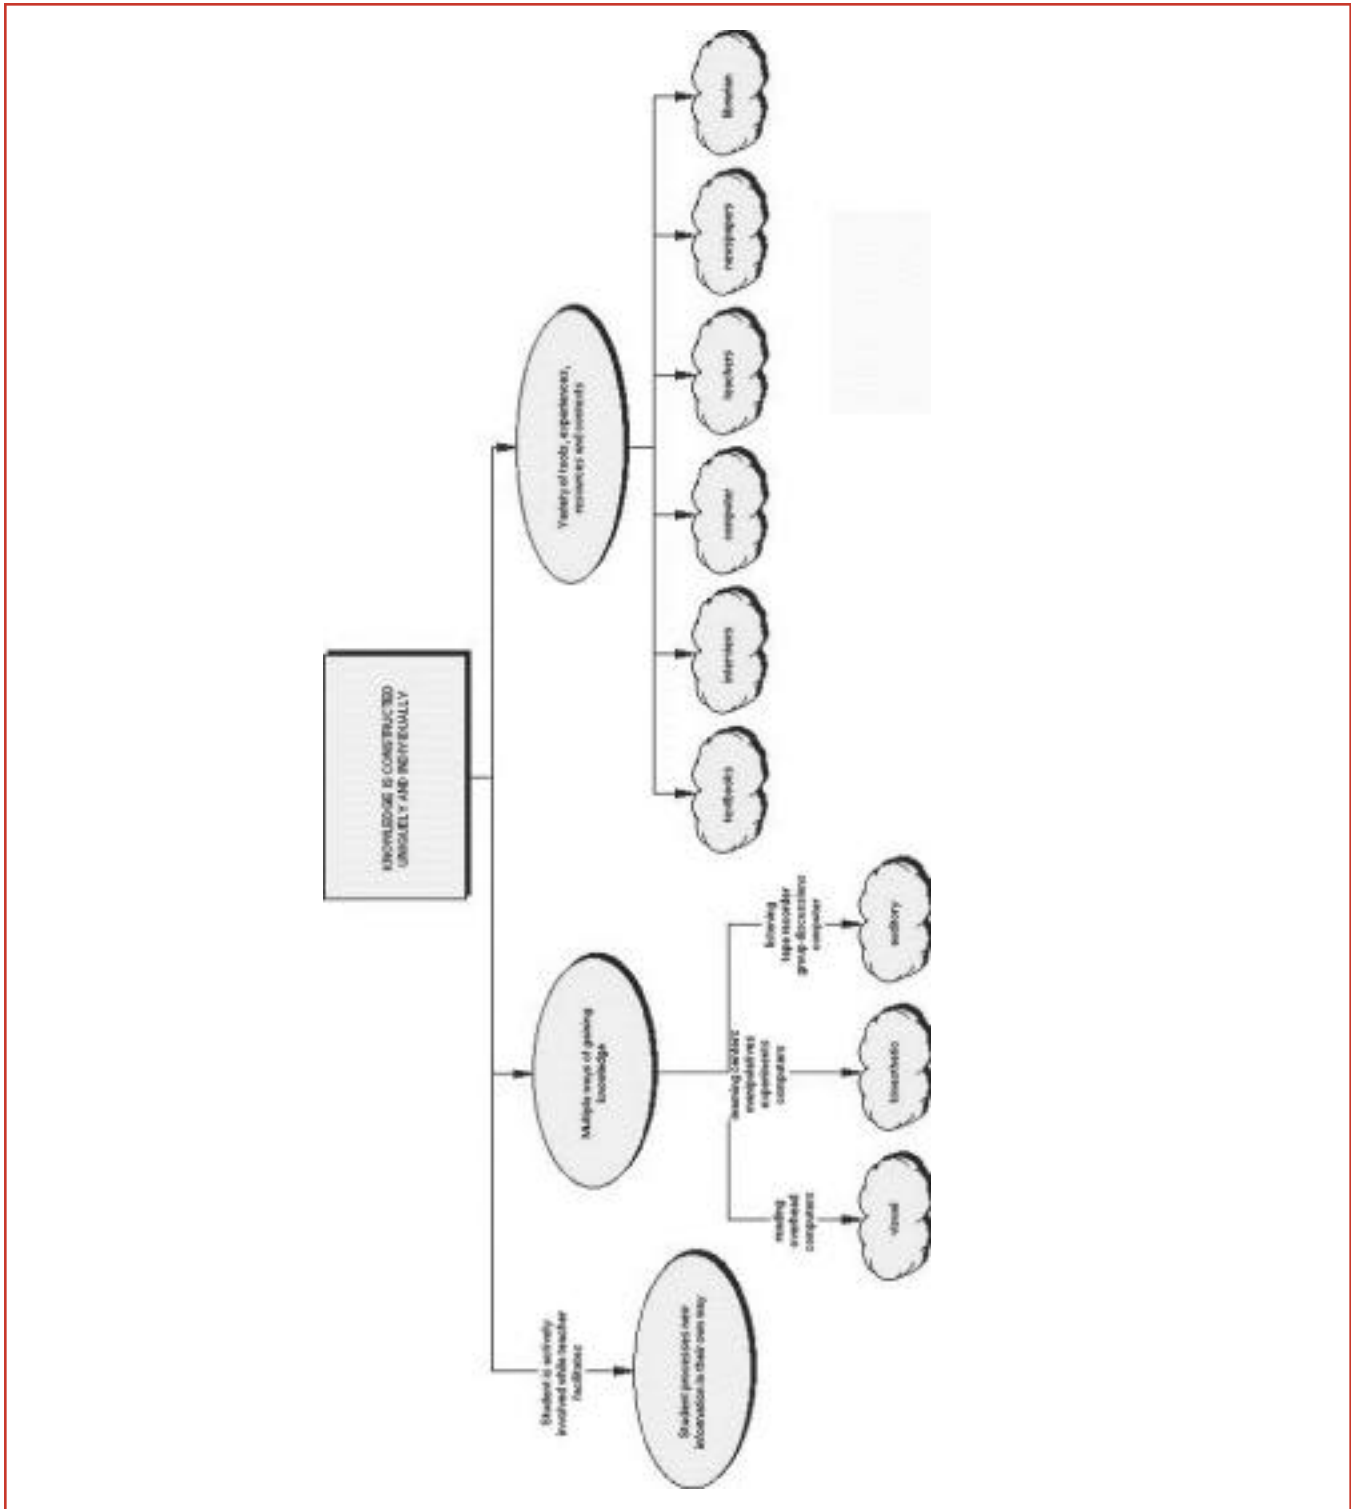 KNOWLEDGE IS CONSTRUCTED
UNIQUELY AND INDIVIDUALLY
Student is actively
involved while teacher
facilitates
Student processes new
information is their own way
Multiple ways of gaining
knowledge
reading
overhead
computers
visual
learning centers
manipulatives
experiments
computers
kinesthetic
listening
tape recorder
group discussions
computer
auditory
Variety of tools, experiences,
resources and contexts
textbooks
interviews
computer
teachers
newspapers